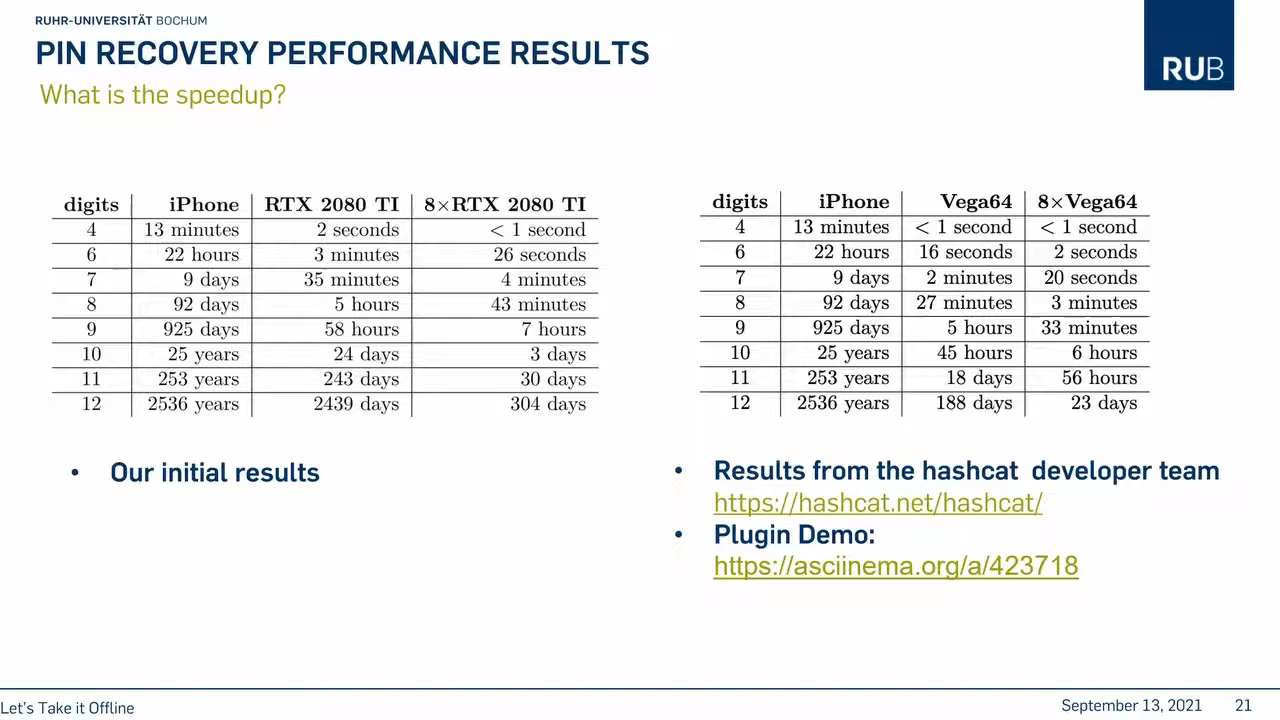 RUHR-UNIVERSITÄT BOCHUM
PIN RECOVERY PERFORMANCE RESULTS
What is the speedup?
RUB
digits iPhone RTX 2080 TI 8×RTX 2080 TI
4 13 minutes 2 seconds < 1 second
6 22 hours 3 minutes 26 seconds
7 9 days 35 minutes 4 minutes
8 92 days 5 hours 43 minutes
9 925 days 58 hours 7 hours
10 25 years 24 days 3 days
11 253 years 243 days 30 days
12 2536 years 2439 days 304 days
• Our initial results
digits iPhone Vega64 8×Vega64
4 13 minutes < 1 second < 1 second
6 22 hours 16 seconds 2 seconds
7 9 days 2 minutes 20 seconds
8 92 days 27 minutes 3 minutes
9 925 days 5 hours 33 minutes
10 25 years 45 hours 6 hours
11 253 years 18 days 56 hours
12 2536 years 188 days 23 days
• Results from the hashcat developer team
https://hashcat.net/hashcat/
• Plugin Demo:
https://asciinema.org/a/423718
Let's Take it Offline
September 13, 2021 21